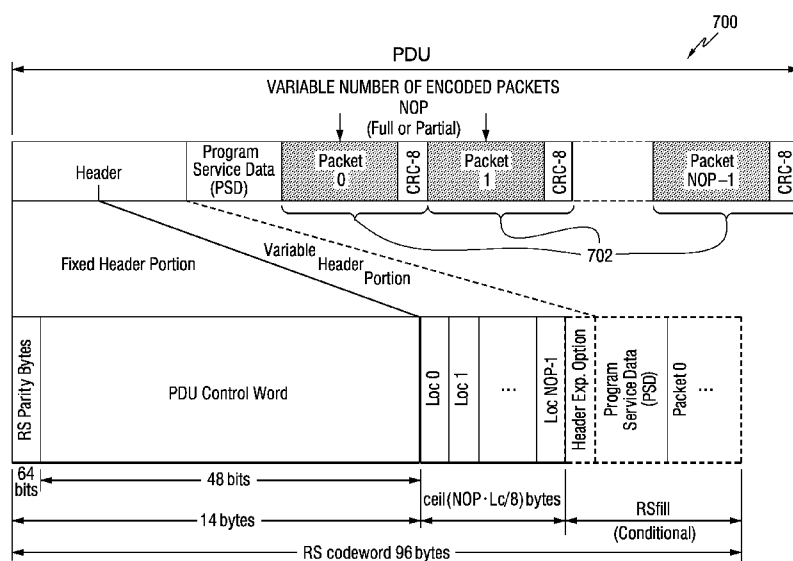 700
PDU
VARIABLE NUMBER OF ENCODED PACKETS
NOP
(Full or Partial)
Header
Program
Service Data
(PSD)
Packet
0
CRC-8
Packet
1
CRC-8
Packet
NOP-1
CRC-8
702
Fixed Header Portion
Variable
Header
Portion
RS Parity Bytes
PDU Control Word
Loc 0
Loc 1
...
Loc NOP-1
Header Exp. Option
Program
Service Data
(PSD)
Packet 0
...
64
bits
48 bits
ceil(NOP·Lc/8) bytes
RSfill
(Conditional)
14 bytes
RS codeword 96 bytes